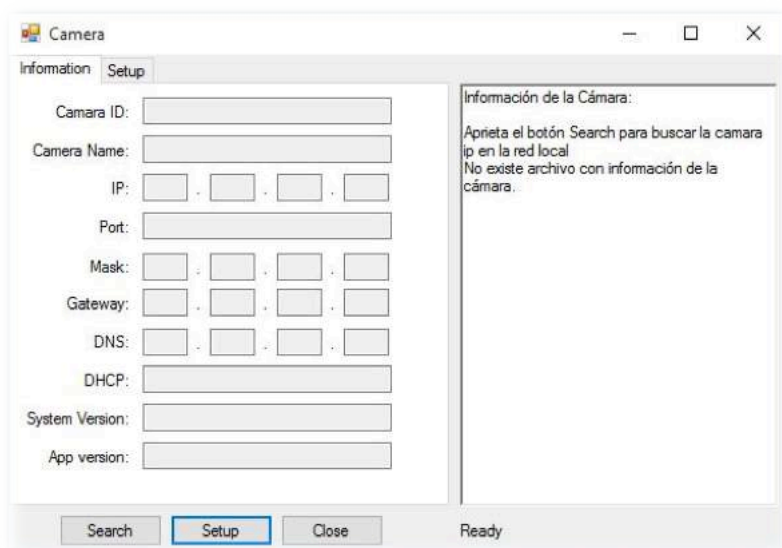 Camera
Information Setup
Camara ID:
Camera Name:
IP: . . .
Port:
Mask: . . .
Gateway: . . .
DNS: . . .
DHCP:
System Version:
App version:
Información de la Cámara:
Aprieta el botón Search para buscar la camara
ip en la red local
No existe archivo con información de la
cámara.
Search Setup Close Ready